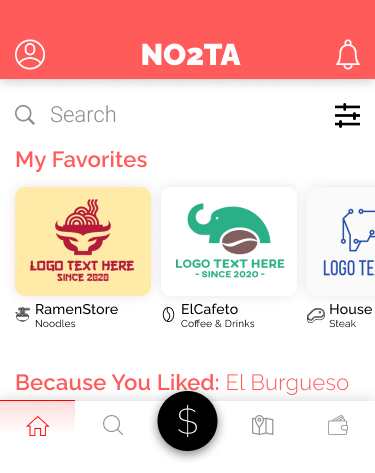 NO2TA
Search
My Favorites
LOGO TEXT HERE
SINCE 2020
LOGO TEXT HERE
- SINCE 2020 -
LOGO TE
RamenStore
Noodles
ElCafeto
Coffee & Drinks
House
Steak
Because You Liked: El Burgueso
$